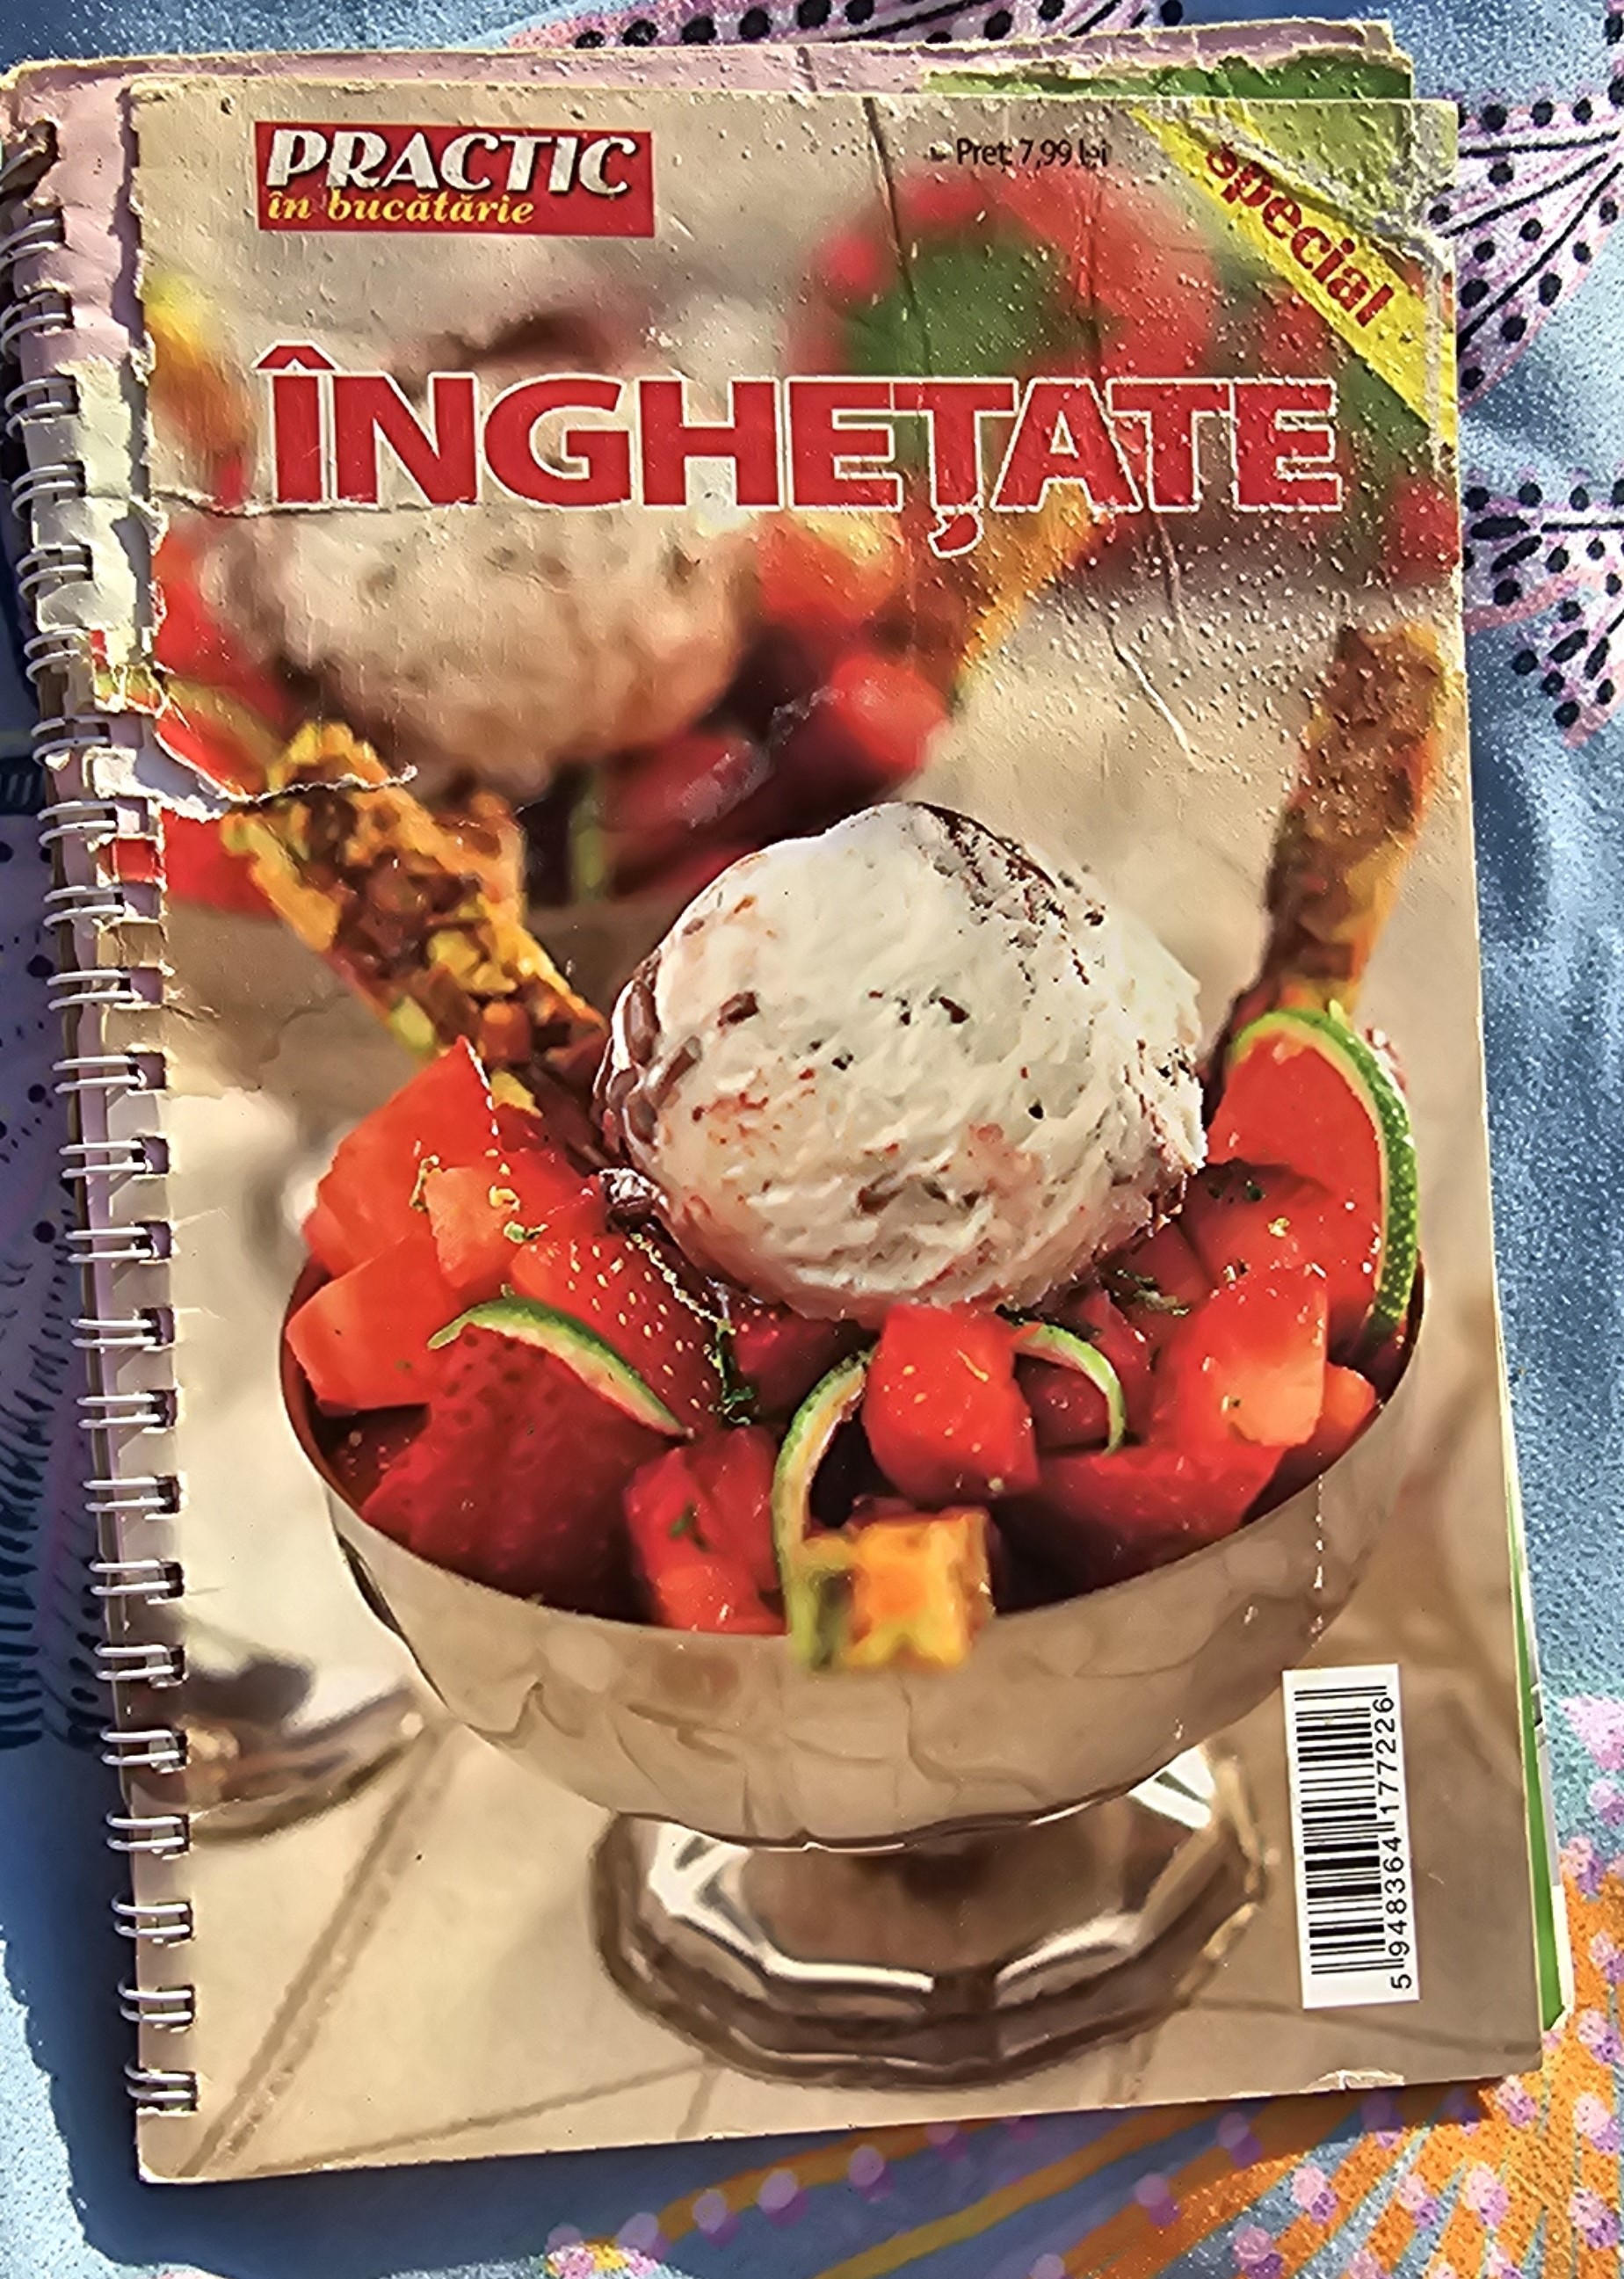 PRACTIC
în bucătărie
Preț: 7,99 lei
Special
ÎNGHEȚATE
5 948364 177226